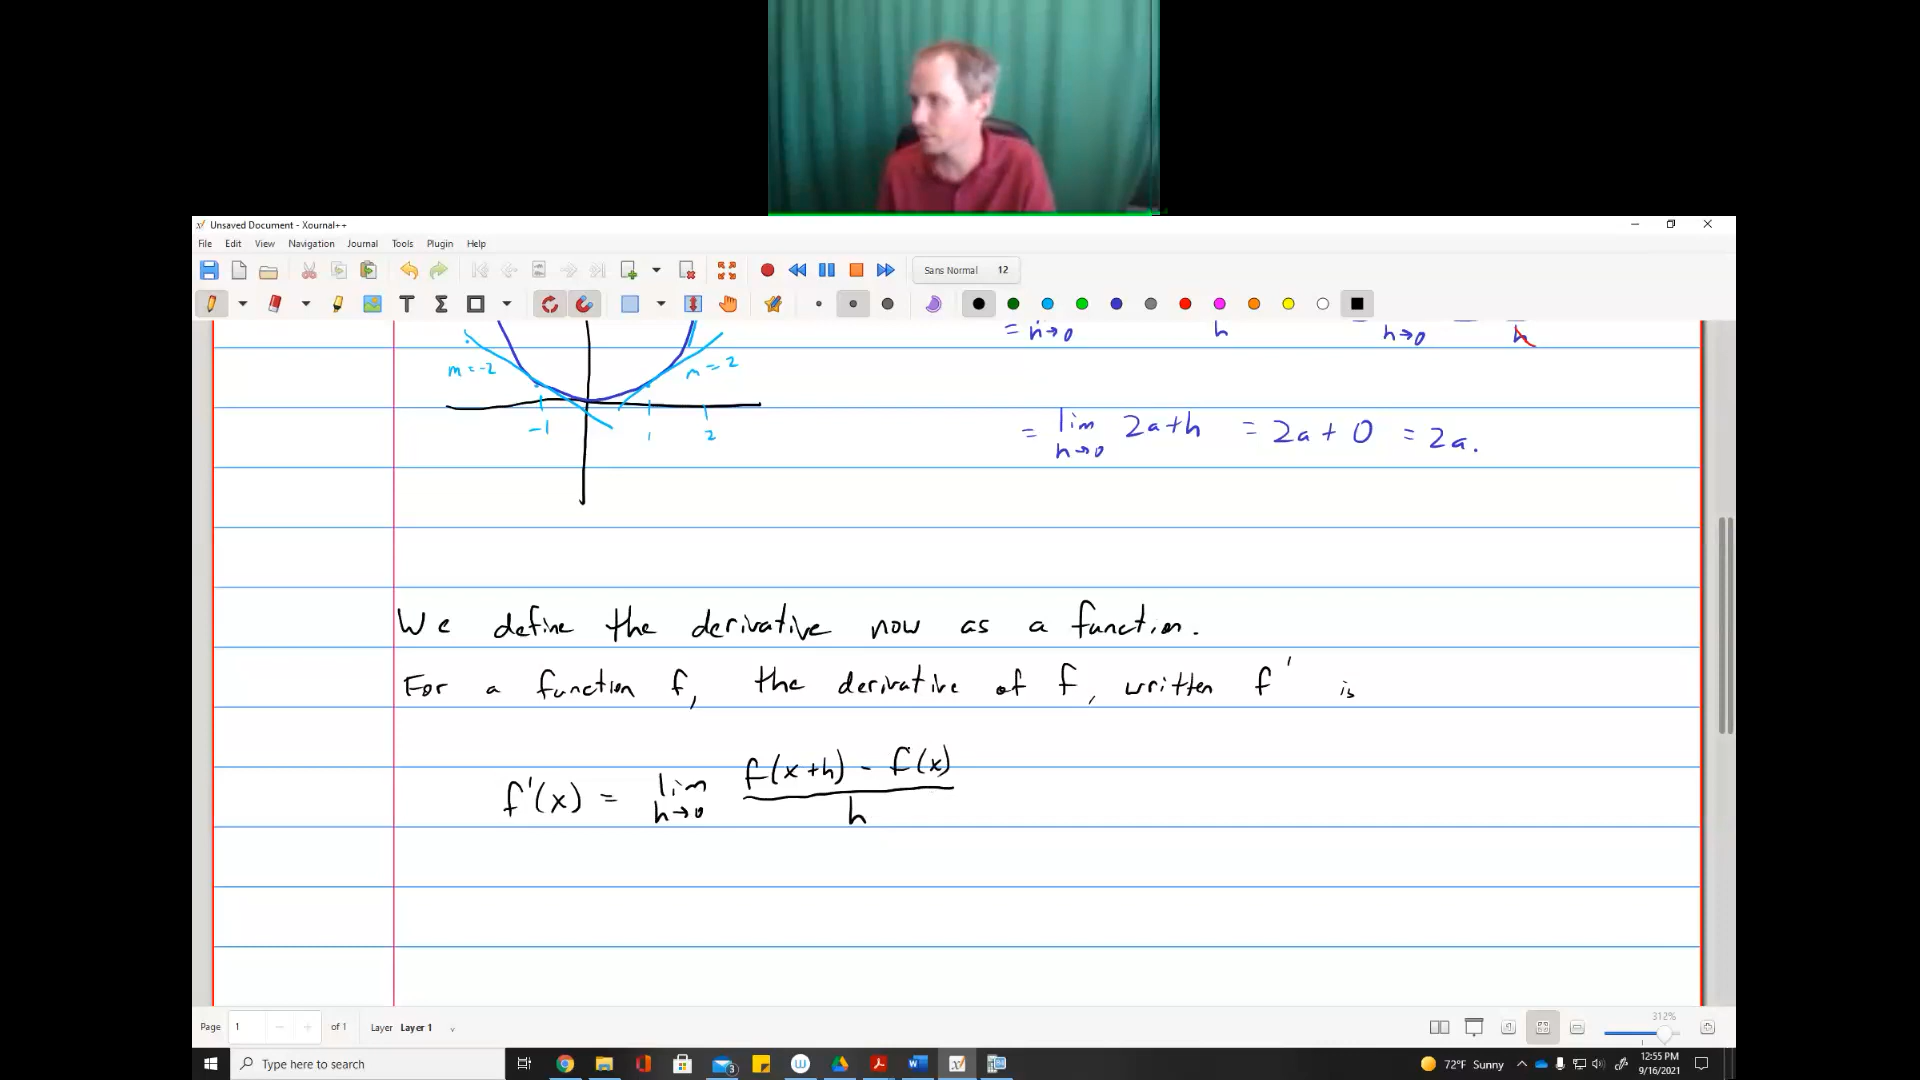 Unsaved Document - Xournal++
File Edit View Navigation Journal Tools Plugin Help
Sans Normal 12
= h→0 h = h→0 h
m=-2 m=2
-1 1 2
= lim h→0 2a+h = 2a+0 = 2a.
We define the derivative now as a function.
For a function f, the derivative of f, written f' is
f'(x) = lim h→0 f(x+h) - f(x) / h
Page 1 of 1 Layer Layer 1 312%
Type here to search 3 72°F Sunny 12:55 PM
9/16/2021